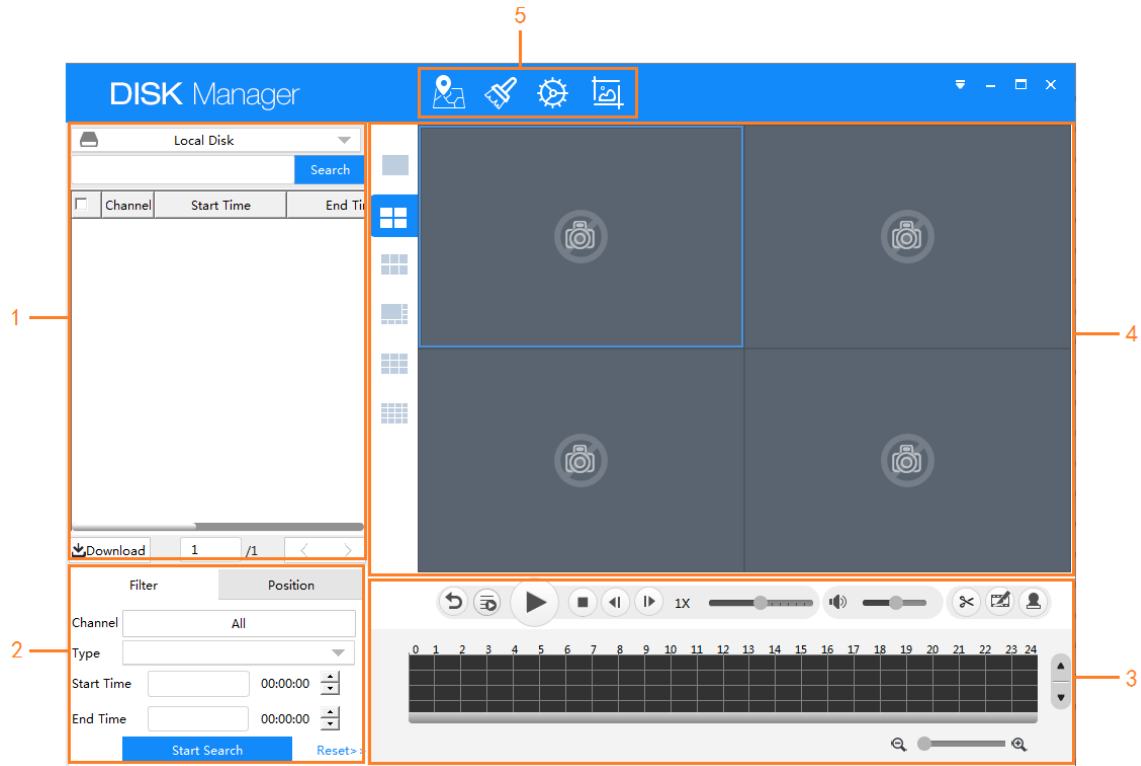 5
DISK Manager
Local Disk
Search
Channel Start Time End Ti
1
4
Download 1 /1
Filter Position
Channel All
Type
Start Time 00:00:00
End Time 00:00:00
Start Search Reset>>
2
1X
0 1 2 3 4 5 6 7 8 9 10 11 12 13 14 15 16 17 18 19 20 21 22 23 24
3